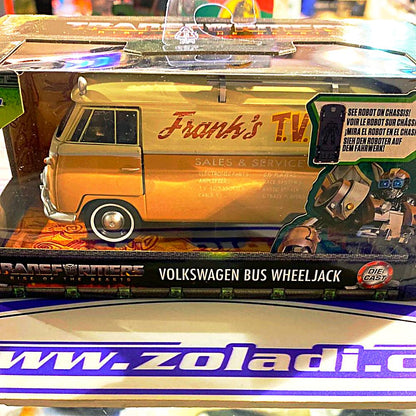 TRANSFORMERS
Frank's T.V.
SALES & SERVICE
SEE ROBOT ON CHASSIS!
VOIR LE ROBOT SUR CHÂSSIS!
¡MIRA EL ROBOT EN EL CHASIS!
SIEH DEN ROBOTER AUF
DEM FAHRWERK!
TRANSFORMERS
VOLKSWAGEN BUS WHEELJACK
DIE
CAST
www.zoladi.c